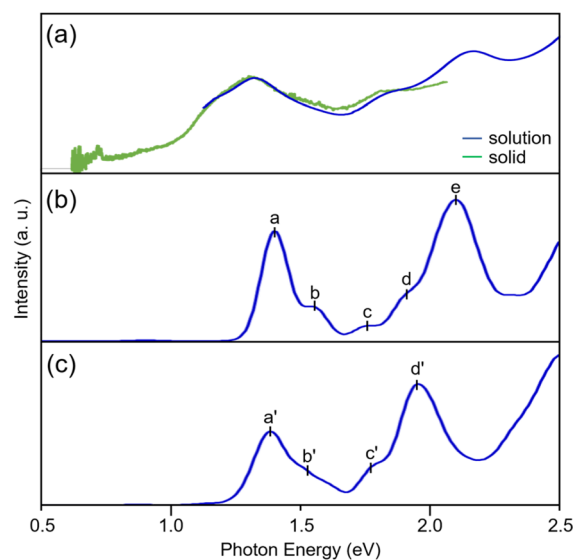 (a)
solution
solid
(b)
a
b
c
d
e
(c)
a'
b'
c'
d'
0.5
1.0
1.5
2.0
2.5
Photon Energy (eV)
Intensity (a. u.)